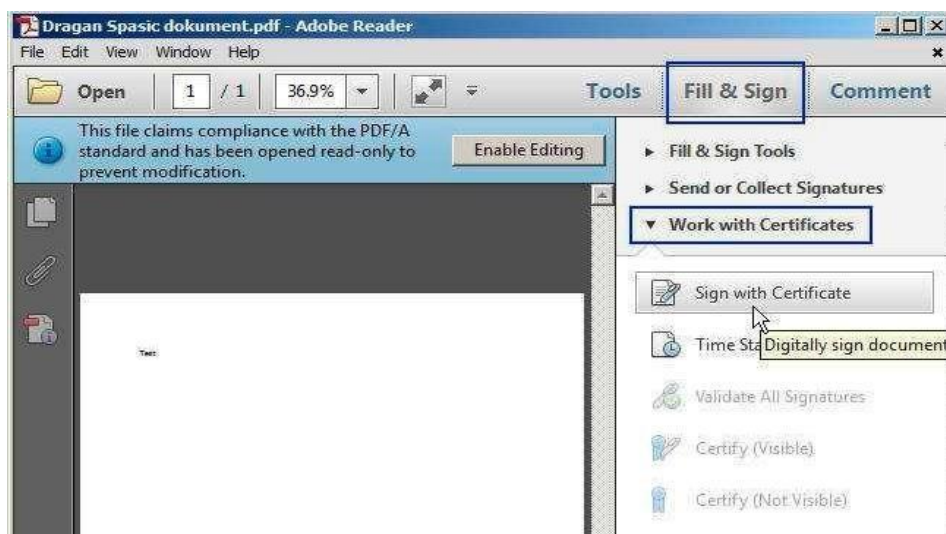 Dragan Spasic dokument.pdf - Adobe Reader
File Edit View Window Help
Open 1 / 1 36.9% Tools Fill & Sign Comment
This file claims compliance with the PDF/A
standard and has been opened read-only to
prevent modification.
Enable Editing
Fill & Sign Tools
Send or Collect Signatures
Work with Certificates
Sign with Certificate
Time Sta
Digitally sign document
Validate All Signatures
Certify (Visible)
Certify (Not Visible)
Test